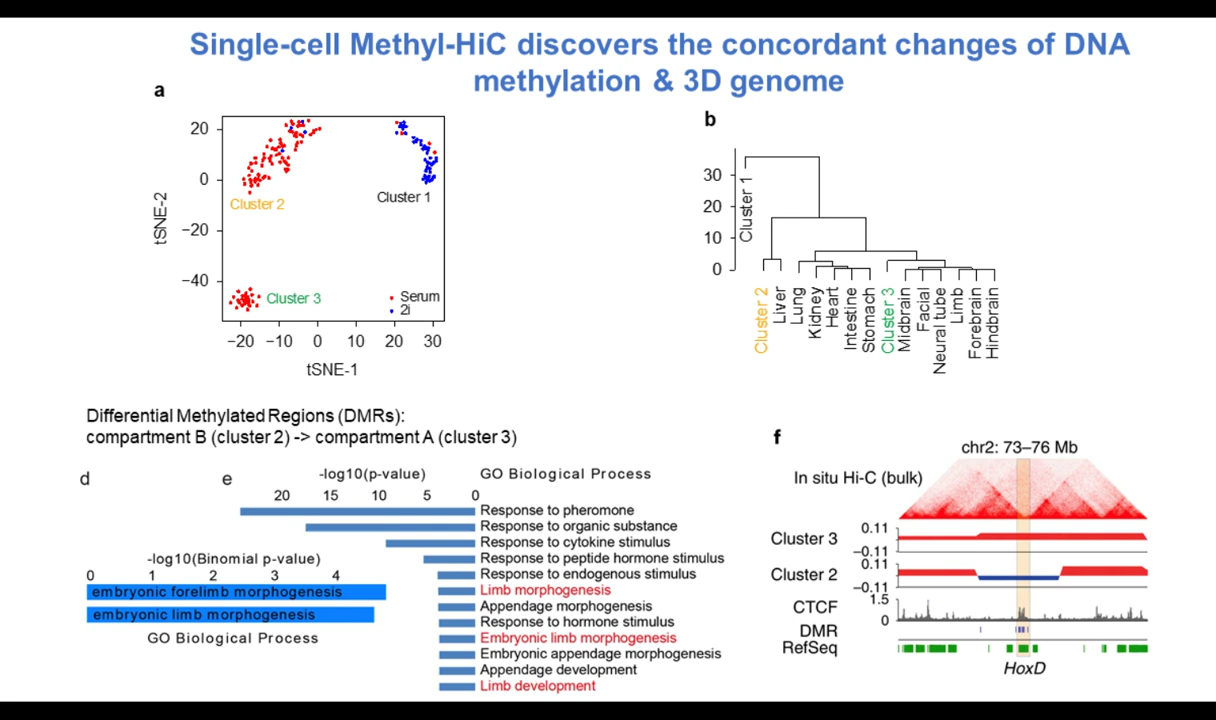 Single-cell Methyl-HiC discovers the concordant changes of DNA
methylation & 3D genome
a
20
0
−20
−40
tSNE-2
Cluster 2
Cluster 1
Cluster 3
Serum
2i
−20 −10 0 10 20 30
tSNE-1
b
30
20
10
0
Cluster 1
Cluster 2
Liver
Lung
Kidney
Heart
Intestine
Stomach
Cluster 3
Midbrain
Facial
Neural tube
Limb
Forebrain
Hindbrain
Differential Methylated Regions (DMRs):
compartment B (cluster 2) -> compartment A (cluster 3)
d
-log10(Binomial p-value)
0 1 2 3 4
embryonic forelimb morphogenesis
embryonic limb morphogenesis
GO Biological Process
e
-log10(p-value)
GO Biological Process
20 15 10 5 0
Response to pheromone
Response to organic substance
Response to cytokine stimulus
Response to peptide hormone stimulus
Response to endogenous stimulus
Limb morphogenesis
Appendage morphogenesis
Response to hormone stimulus
Embryonic limb morphogenesis
Embryonic appendage morphogenesis
Appendage development
Limb development
f
chr2: 73–76 Mb
In situ Hi-C (bulk)
Cluster 3
0.11
−0.11
Cluster 2
0.11
−0.11
CTCF
1.5
0
DMR
RefSeq
HoxD